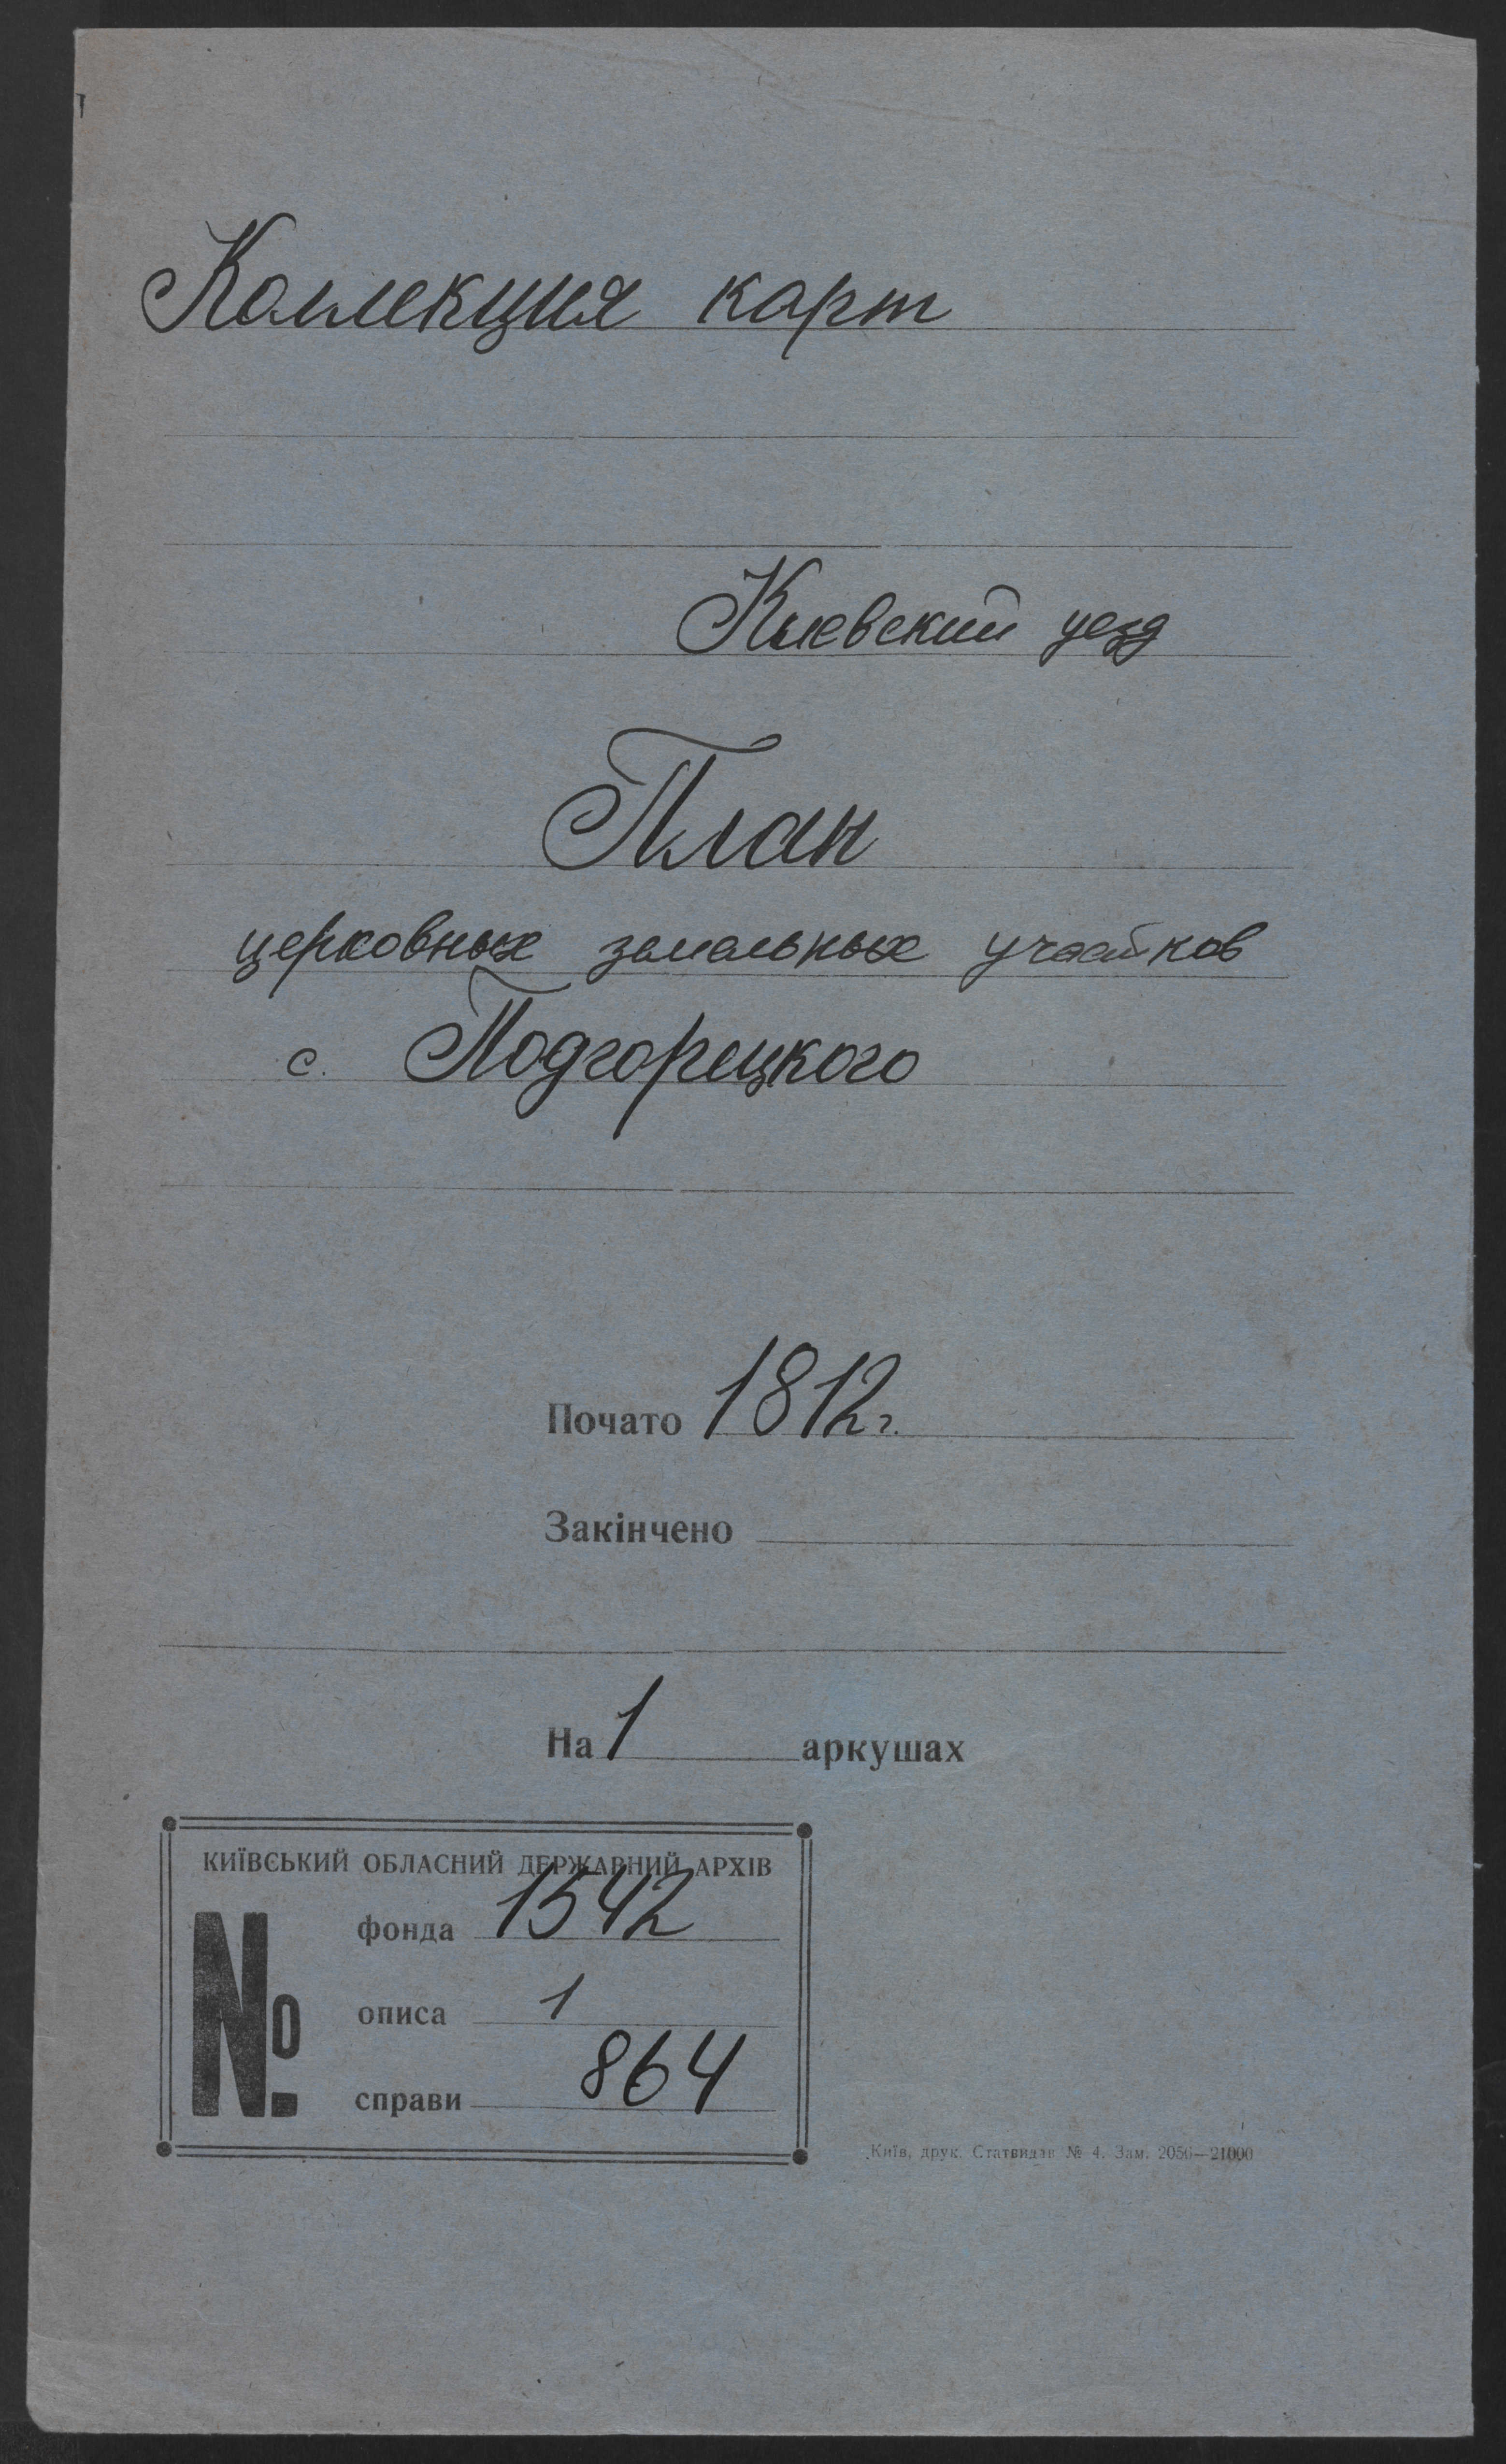 Коллекция карт
Киевский уезд
План
церковных земельных участков
с. Подгорецкого
Почато 1812 г.
Закінчено
На 1 аркушах
КИЇВСЬКИЙ ОБЛАСНИЙ ДЕРЖАВНИЙ АРХІВ
№
фонда 1542
описа 1
справи 864
Київ, друк. Статвидав № 4. Зам. 2056—21000